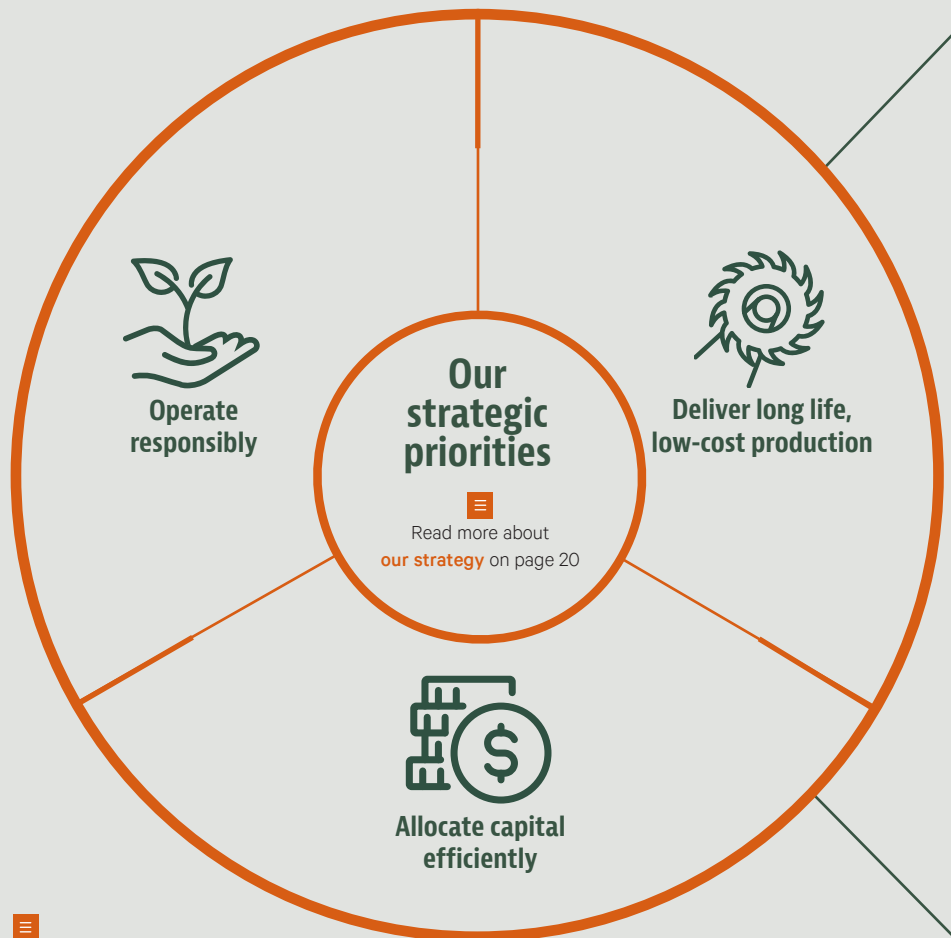 Our
strategic
priorities
Read more about
our strategy on page 20
Operate
responsibly
Deliver long life,
low-cost production
$
Allocate capital
efficiently